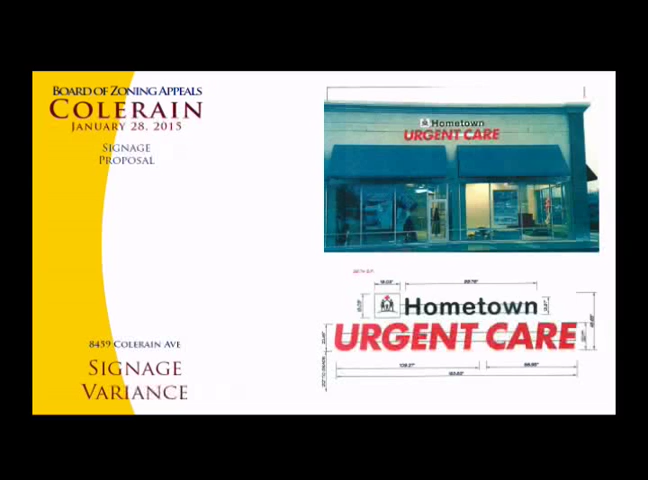 BOARD OF ZONING APPEALS
COLERAIN
JANUARY 28, 2015
SIGNAGE
PROPOSAL
Hometown
URGENT CARE
Hometown
URGENT CARE
8459 COLERAIN AVE
SIGNAGE
VARIANCE